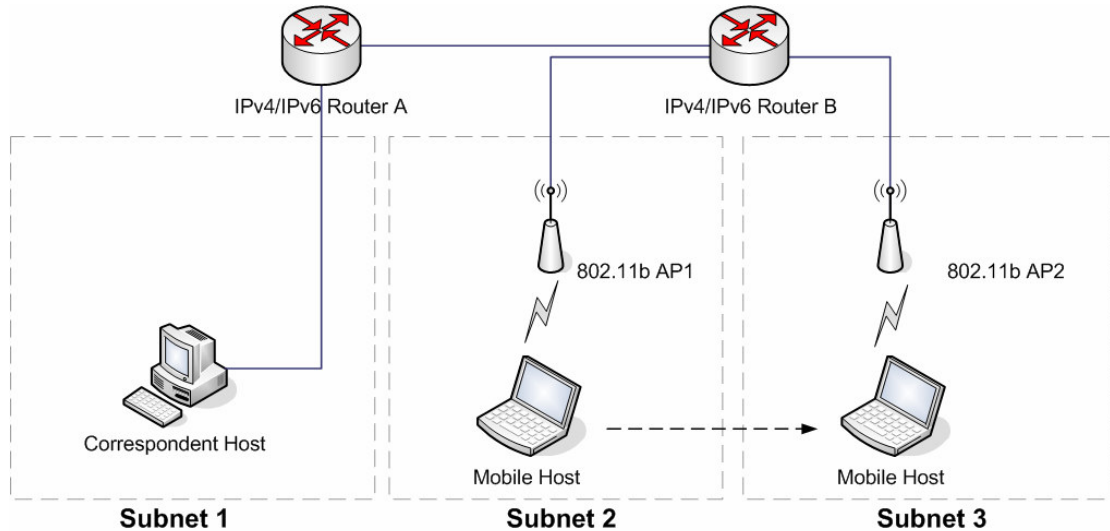 IPv4/IPv6 Router A
IPv4/IPv6 Router B
802.11b AP1
802.11b AP2
Correspondent Host
Mobile Host
Mobile Host
Subnet 1
Subnet 2
Subnet 3